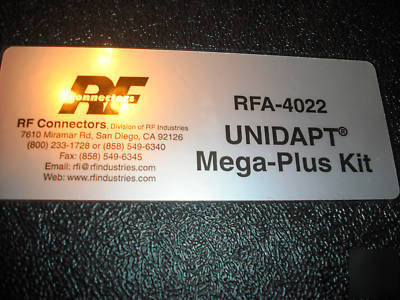 RF
Connectors
RF Connectors, Division of RF Industries
7610 Miramar Rd, San Diego, CA 92126
(800) 233-1728 or (858) 549-6340
Fax: (858) 549-6345
Email: rfi@rfindustries.com
Web: www.rfindustries.com
RFA-4022
UNIDAPT®
Mega-Plus Kit